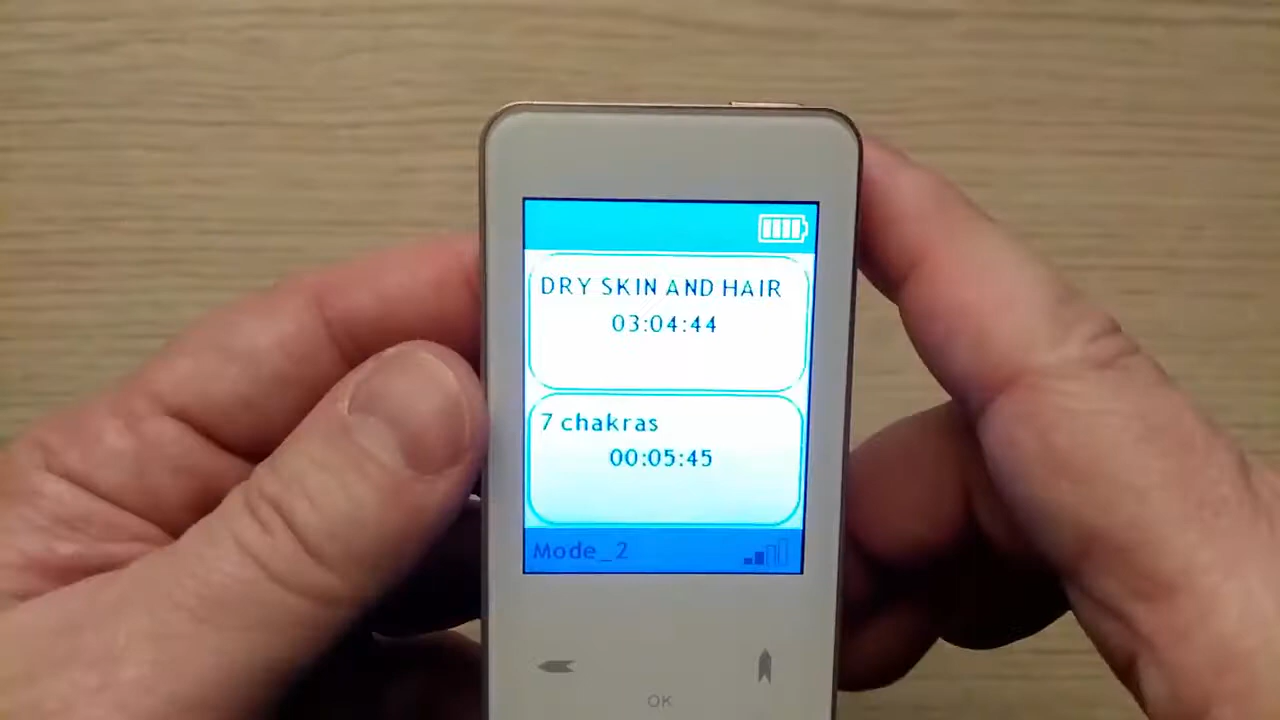 DRY SKIN AND HAIR
03:04:44
7 chakras
00:05:45
Mode_2
OK